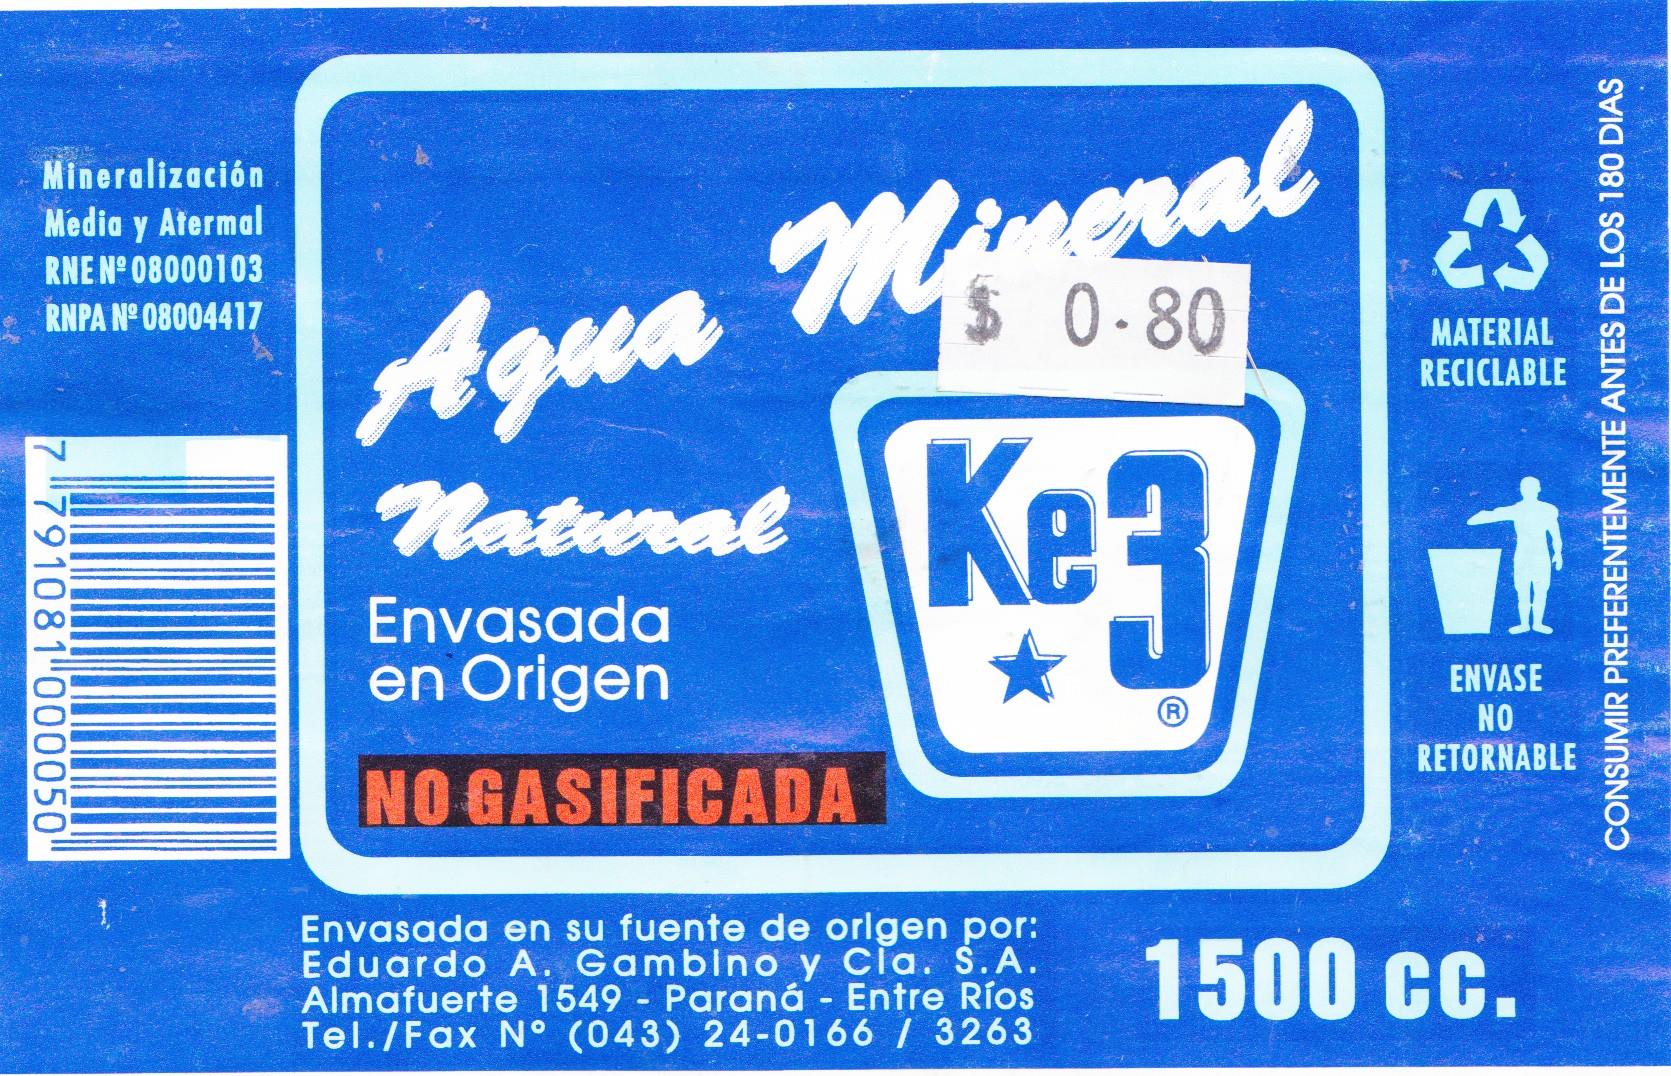 Mineralización
Media y Atermal
RNE Nº 08000103
RNPA Nº 08004417
7 791081 000050
Agua Mineral
Natural
$ 0.80
Ke3
®
Envasada
en Origen
NO GASIFICADA
MATERIAL
RECICLABLE
ENVASE
NO
RETORNABLE
CONSUMIR PREFERENTEMENTE ANTES DE LOS 180 DIAS
Envasada en su fuente de origen por:
Eduardo A. Gambino y Cia. S.A.
Almafuerte 1549 - Paraná - Entre Ríos
Tel./Fax Nº (043) 24-0166 / 3263
1500 cc.